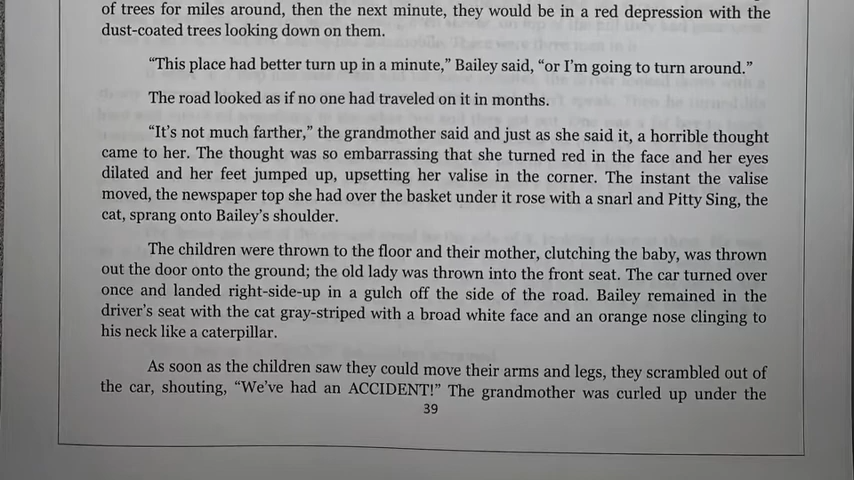 of trees for miles around, then the next minute, they would be in a red depression with the
dust-coated trees looking down on them.
“This place had better turn up in a minute,” Bailey said, “or I’m going to turn around.”
The road looked as if no one had traveled on it in months.
“It’s not much farther,” the grandmother said and just as she said it, a horrible thought
came to her. The thought was so embarrassing that she turned red in the face and her eyes
dilated and her feet jumped up, upsetting her valise in the corner. The instant the valise
moved, the newspaper top she had over the basket under it rose with a snarl and Pitty Sing, the
cat, sprang onto Bailey’s shoulder.
The children were thrown to the floor and their mother, clutching the baby, was thrown
out the door onto the ground; the old lady was thrown into the front seat. The car turned over
once and landed right-side-up in a gulch off the side of the road. Bailey remained in the
driver’s seat with the cat gray-striped with a broad white face and an orange nose clinging to
his neck like a caterpillar.
As soon as the children saw they could move their arms and legs, they scrambled out of
the car, shouting, “We’ve had an ACCIDENT!” The grandmother was curled up under the
39